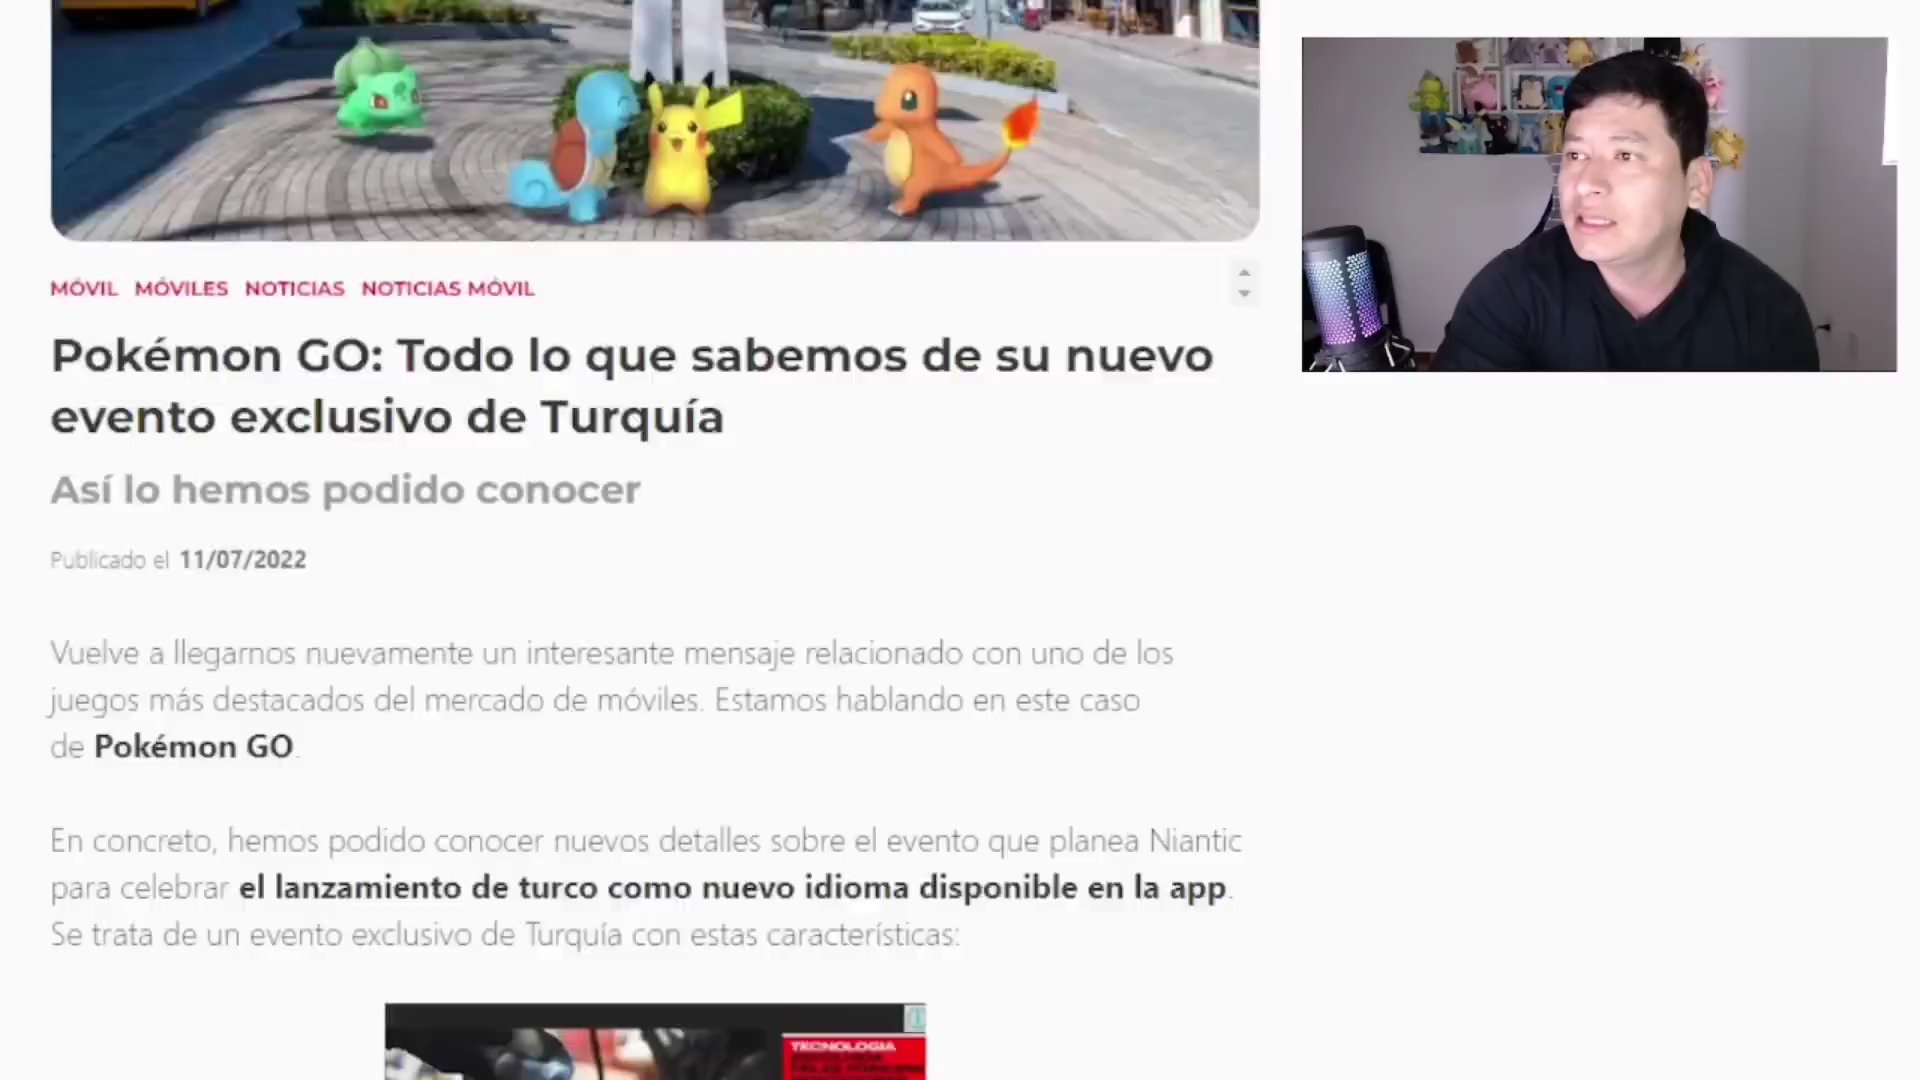 MÓVIL MÓVILES NOTICIAS NOTICIAS MÓVIL
Pokémon GO: Todo lo que sabemos de su nuevo
evento exclusivo de Turquía
Así lo hemos podido conocer
Publicado el 11/07/2022
Vuelve a llegarnos nuevamente un interesante mensaje relacionado con uno de los
juegos más destacados del mercado de móviles. Estamos hablando en este caso
de Pokémon GO.
En concreto, hemos podido conocer nuevos detalles sobre el evento que planea Niantic
para celebrar el lanzamiento de turco como nuevo idioma disponible en la app.
Se trata de un evento exclusivo de Turquía con estas características:
TECNOLOGIA